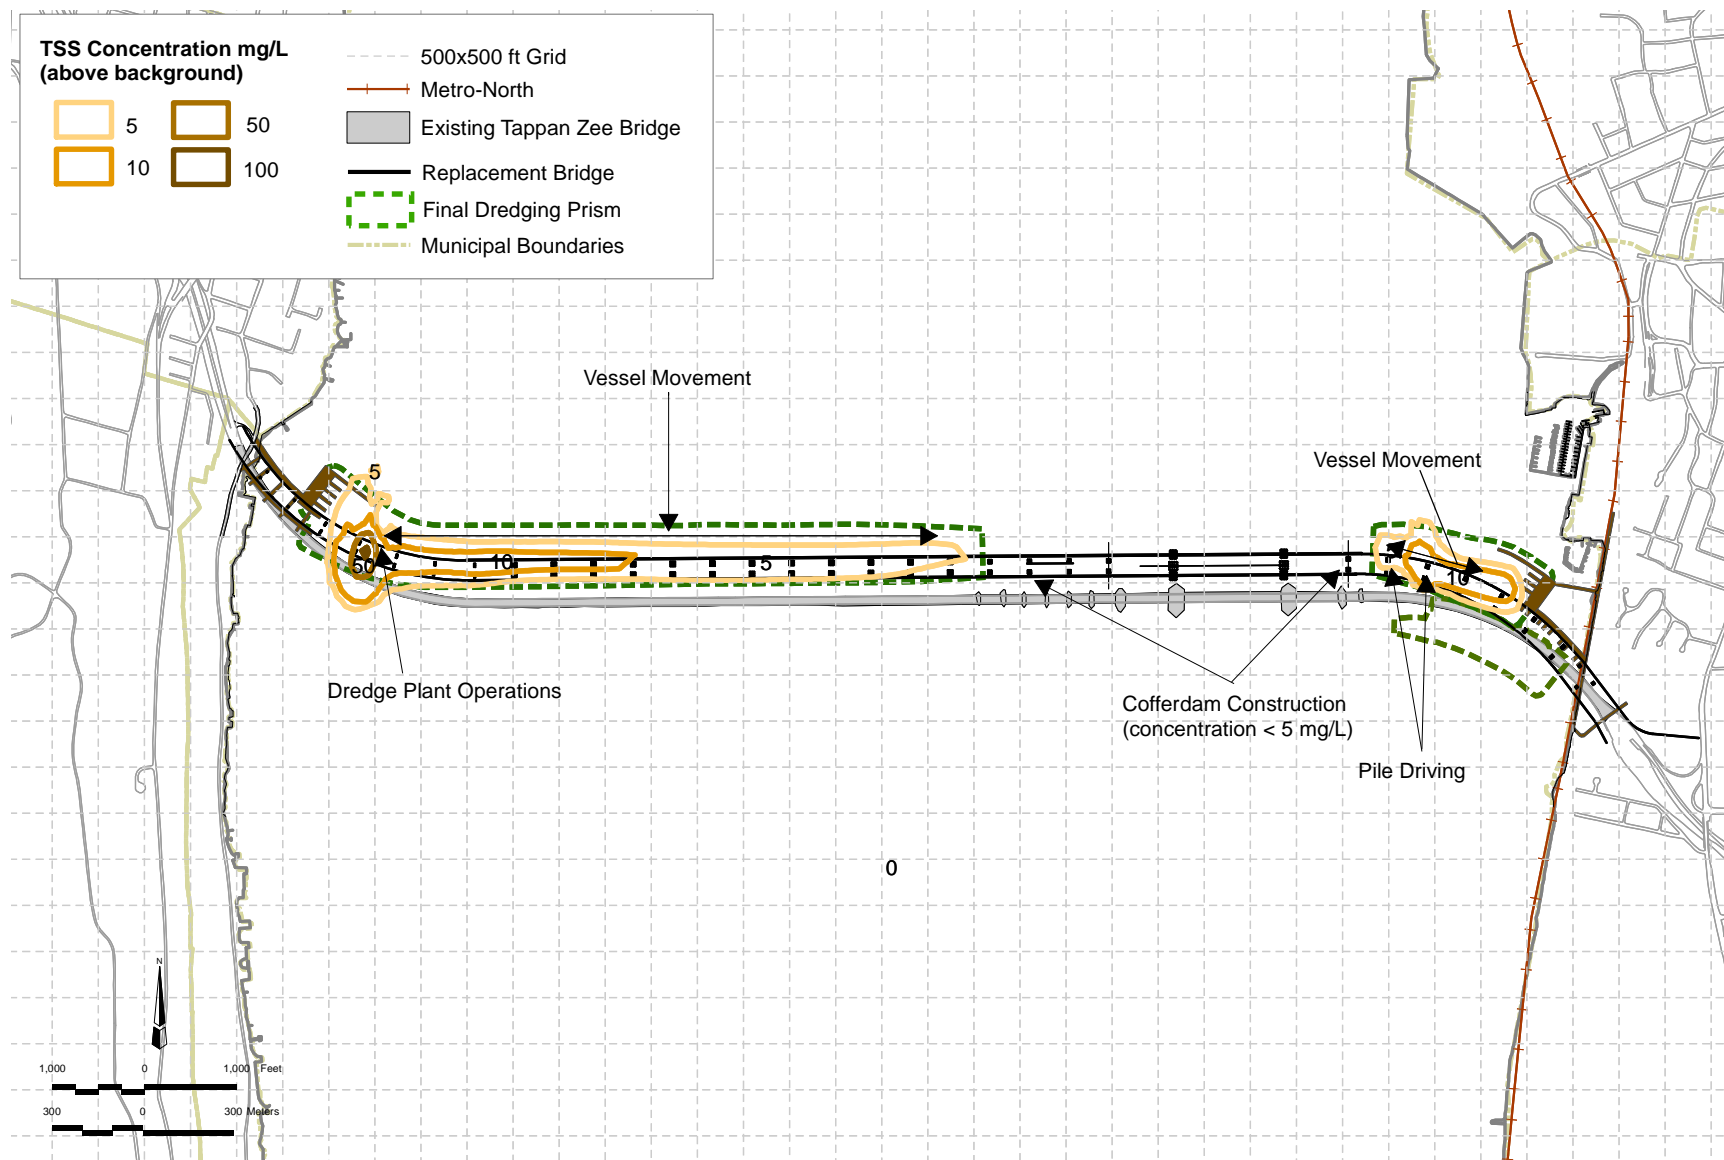 TSS Concentration mg/L
(above background)
5
50
10
100
500x500 ft Grid
Metro-North
Existing Tappan Zee Bridge
Replacement Bridge
Final Dredging Prism
Municipal Boundaries
Vessel Movement
Vessel Movement
5
50
10
5
10
Dredge Plant Operations
Cofferdam Construction
(concentration < 5 mg/L)
Pile Driving
0
N
1,000 0 1,000 Feet
300 0 300 Meters